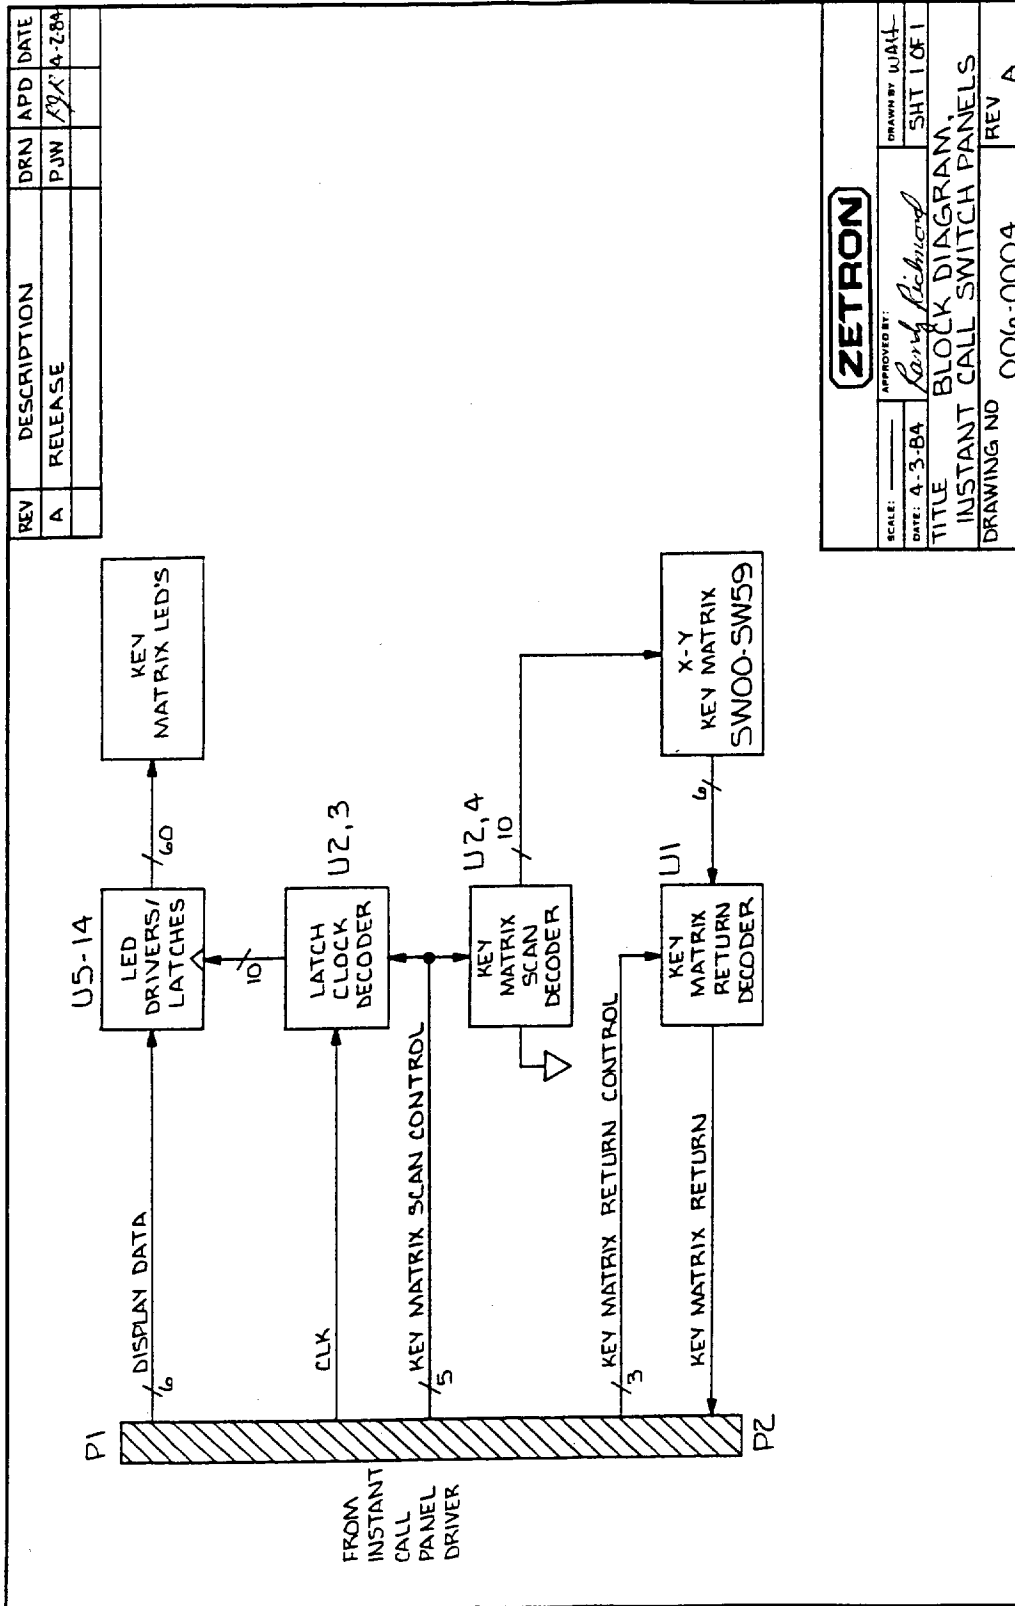 REV DESCRIPTION DRN APD DATE
A RELEASE PJW 4-2-84
P1
FROM
INSTANT
CALL
PANEL
DRIVER
P2
DISPLAY DATA
6
CLK
KEY MATRIX SCAN CONTROL
5
KEY MATRIX RETURN CONTROL
3
KEY MATRIX RETURN
U5-14
LED
DRIVERS/
LATCHES
60
KEY
MATRIX LED'S
10
LATCH
CLOCK
DECODER
U2,3
KEY
MATRIX
SCAN
DECODER
U2,4
10
X-Y
KEY MATRIX
SW00-SW59
6
U1
KEY
MATRIX
RETURN
DECODER
ZETRON
SCALE:
APPROVED BY:
Randy Richmond
DRAWN BY WALT
DATE: 4-3-84
SHT 1 OF 1
TITLE BLOCK DIAGRAM,
INSTANT CALL SWITCH PANELS
DRAWING NO 006-0004
REV A